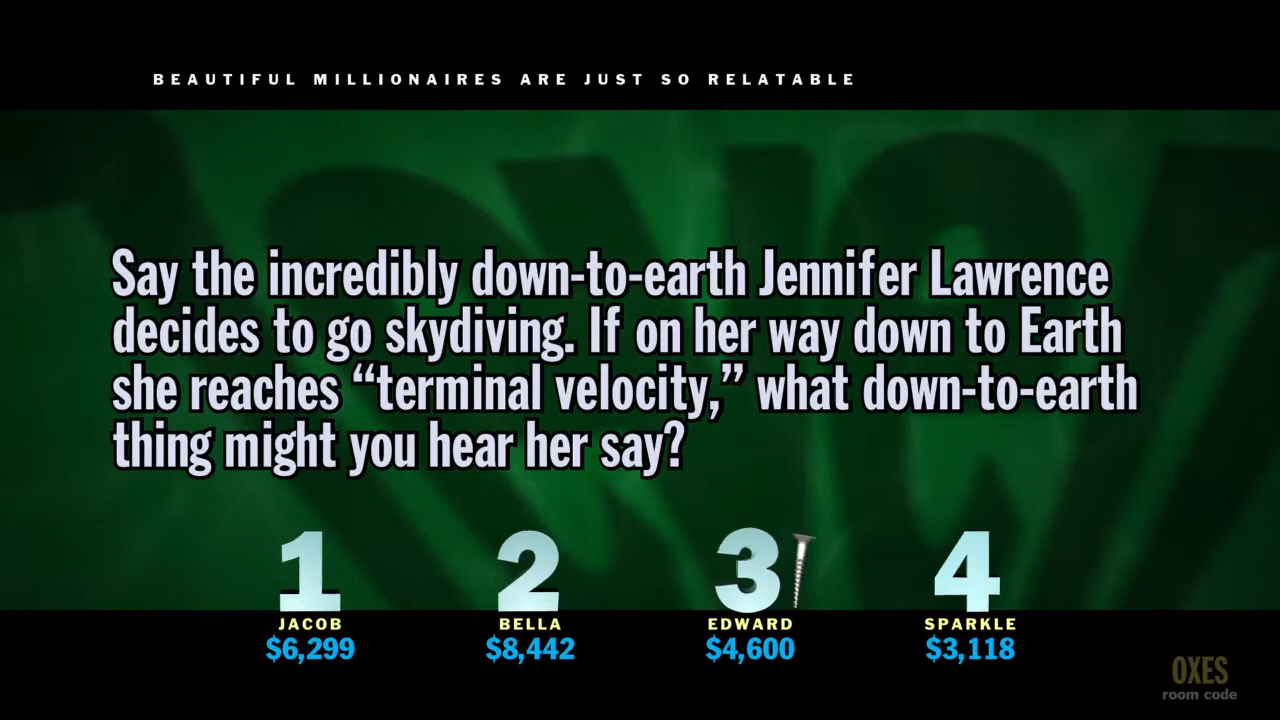 BEAUTIFUL MILLIONAIRES ARE JUST SO RELATABLE
Say the incredibly down-to-earth Jennifer Lawrence
decides to go skydiving. If on her way down to Earth
she reaches “terminal velocity,” what down-to-earth
thing might you hear her say?
1 2 3 4
JACOB BELLA EDWARD SPARKLE
$6,299 $8,442 $4,600 $3,118
OXES
room code